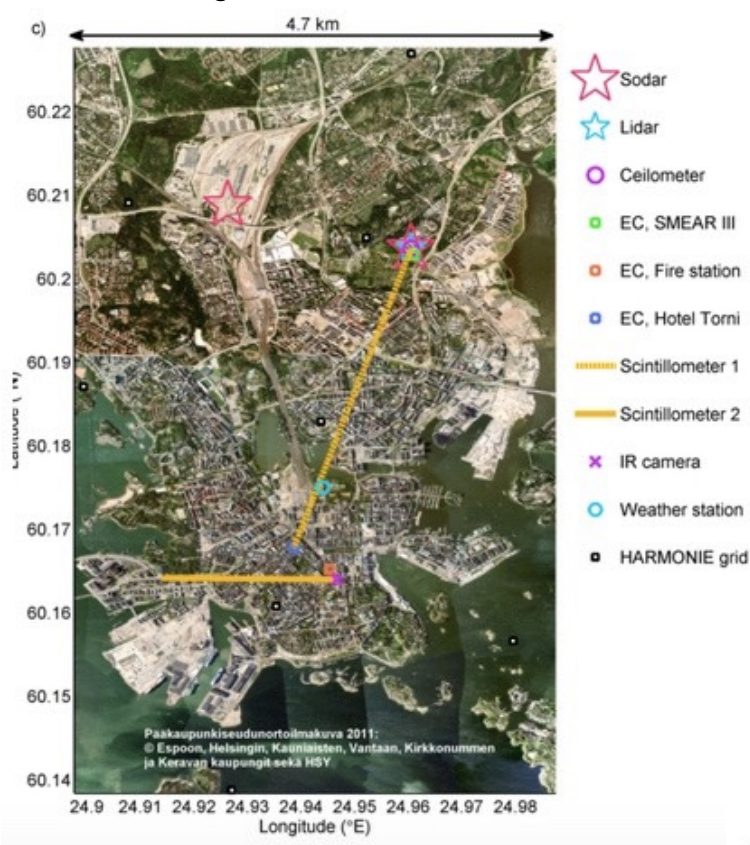 c)
4.7 km
60.22
60.21
60.2
60.19
60.18
60.17
60.16
60.15
60.14
24.9 24.91 24.92 24.93 24.94 24.95 24.96 24.97 24.98
Longitude (°E)
Sodar
Lidar
Ceilometer
EC, SMEAR III
EC, Fire station
EC, Hotel Torni
Scintillometer 1
Scintillometer 2
IR camera
Weather station
HARMONIE grid
Pääkaupunkiseudunortoilmakuva 2011:
© Espoon, Helsingin, Kauniaisten, Vantaan, Kirkkonummen
ja Keravan kaupungit sekä HSY